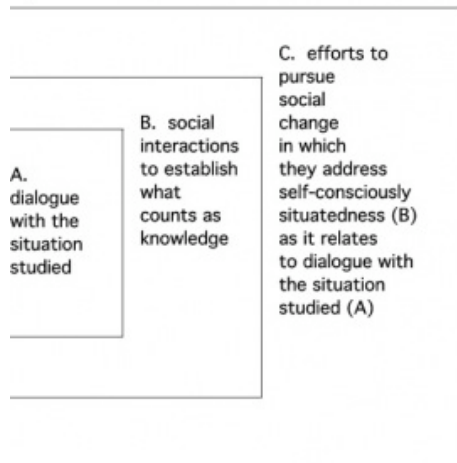 A.
dialogue
with the
situation
studied
B. social
interactions
to establish
what
counts as
knowledge
C. efforts to
pursue
social
change
in which
they address
self-consciously
situatedness (B)
as it relates
to dialogue with
the situation
studied (A)